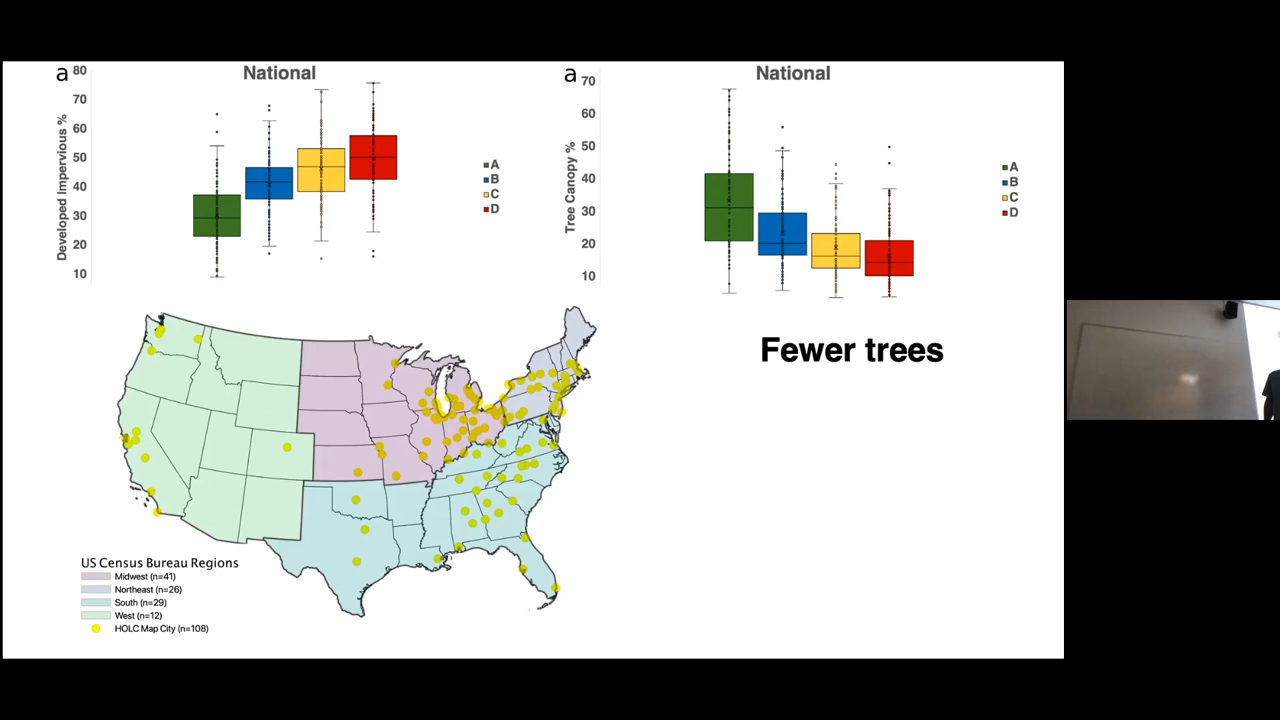 a
National
80
70
60
50
40
30
20
10
Developed Impervious %
A
B
C
D
a
National
70
60
50
40
30
20
10
Tree Canopy %
A
B
C
D
Fewer trees
US Census Bureau Regions
Midwest (n=41)
Northeast (n=26)
South (n=29)
West (n=12)
HOLC Map City (n=108)